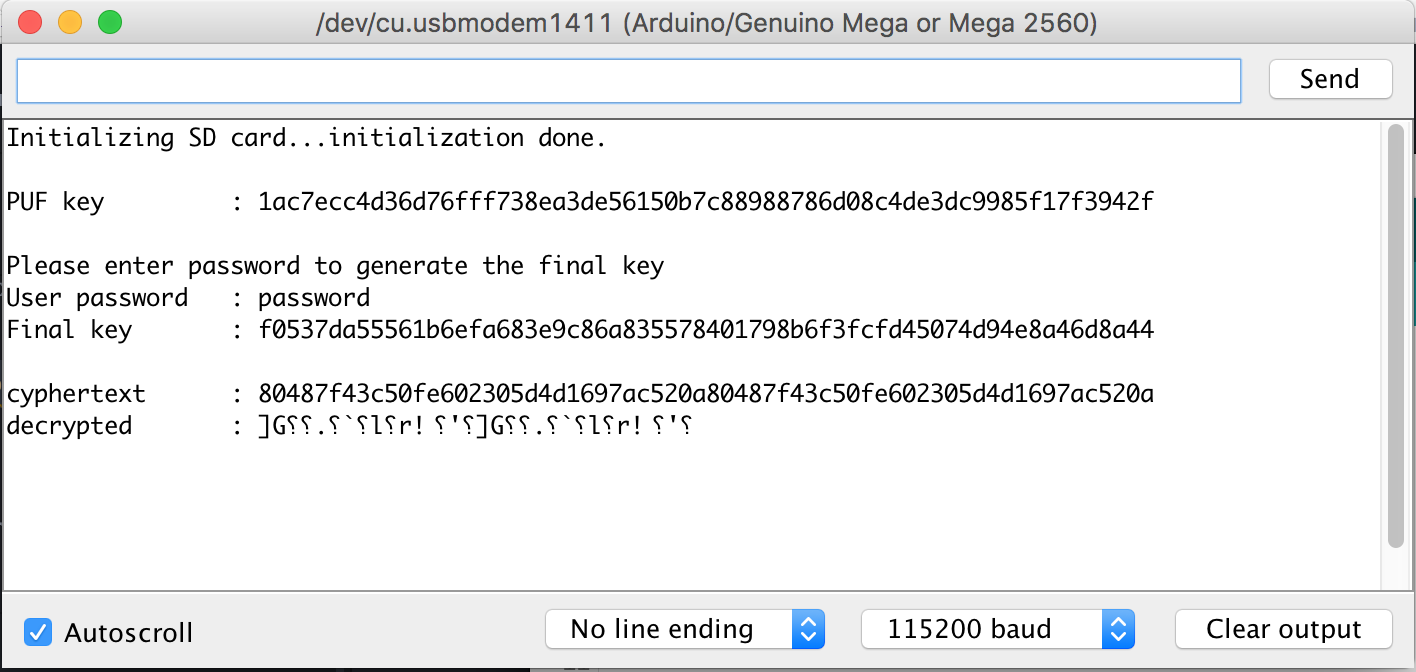 /dev/cu.usbmodem1411 (Arduino/Genuino Mega or Mega 2560)
Send
Initializing SD card...initialization done.
PUF key : 1ac7ecc4d36d76fff738ea3de56150b7c88988786d08c4de3dc9985f17f3942f
Please enter password to generate the final key
User password : password
Final key : f0537da55561b6efa683e9c86a835578401798b6f3fcfd45074d94e8a46d8a44
cyphertext : 80487f43c50fe602305d4d1697ac520a80487f43c50fe602305d4d1697ac520a
decrypted : ]G⸮⸮.⸮`⸮l⸮r!⸮'⸮]G⸮⸮.⸮`⸮l⸮r!⸮'⸮
Autoscroll
No line ending
115200 baud
Clear output